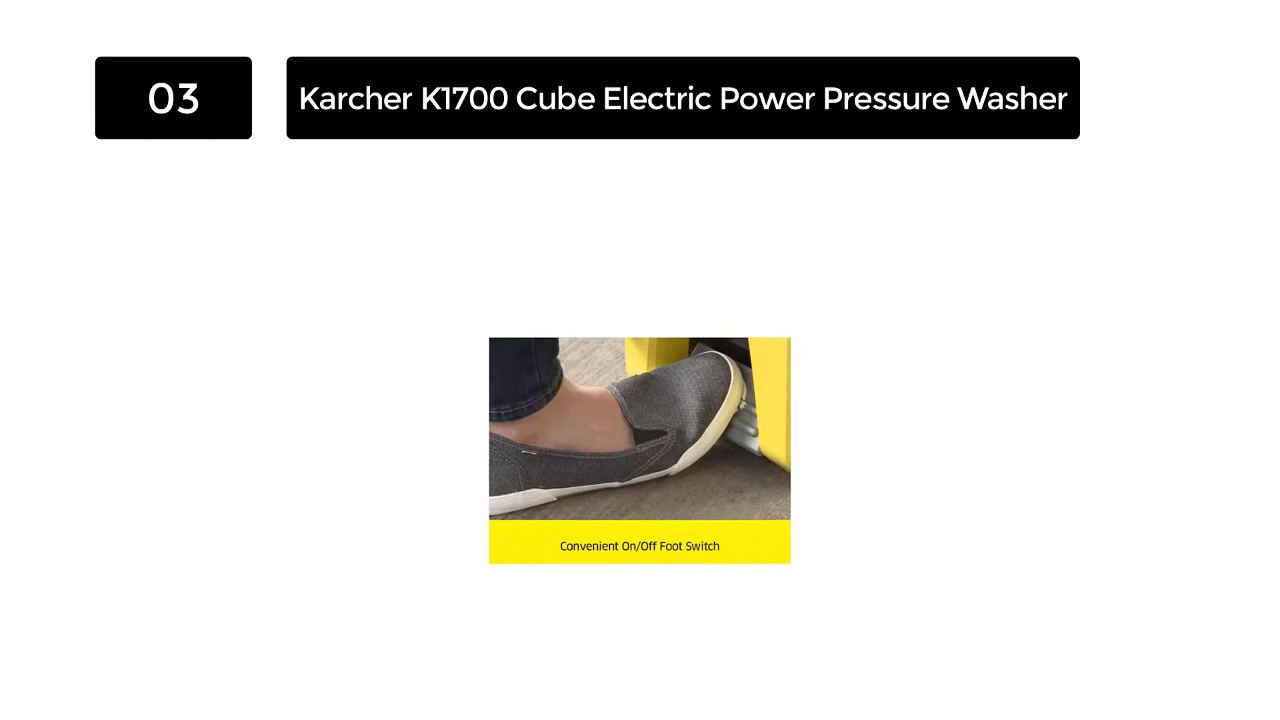 03
Karcher K1700 Cube Electric Power Pressure Washer
Convenient On/Off Foot Switch